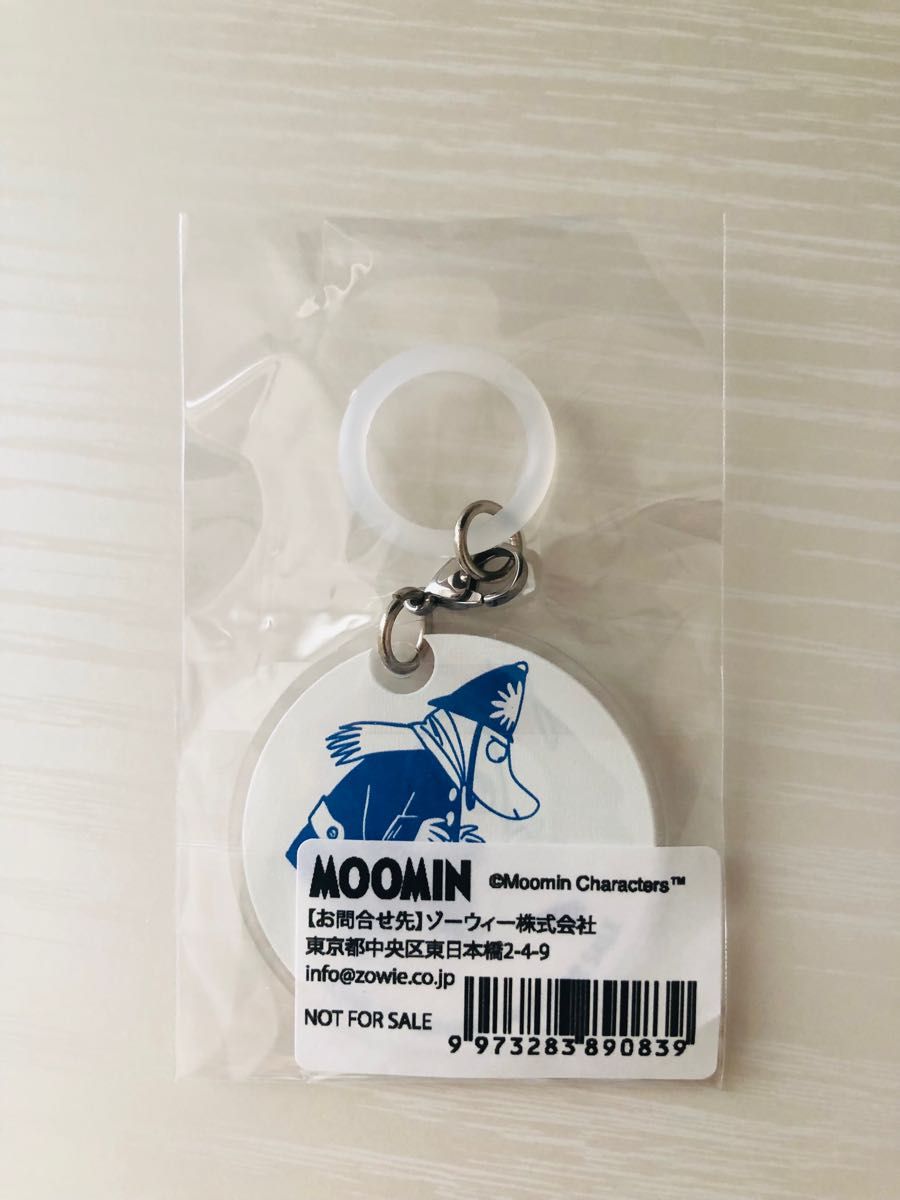 MOOMIN ©Moomin Characters™
【お問合せ先】ゾーウィー株式会社
東京都中央区東日本橋2-4-9
info@zowie.co.jp
NOT FOR SALE
9 973283 890839